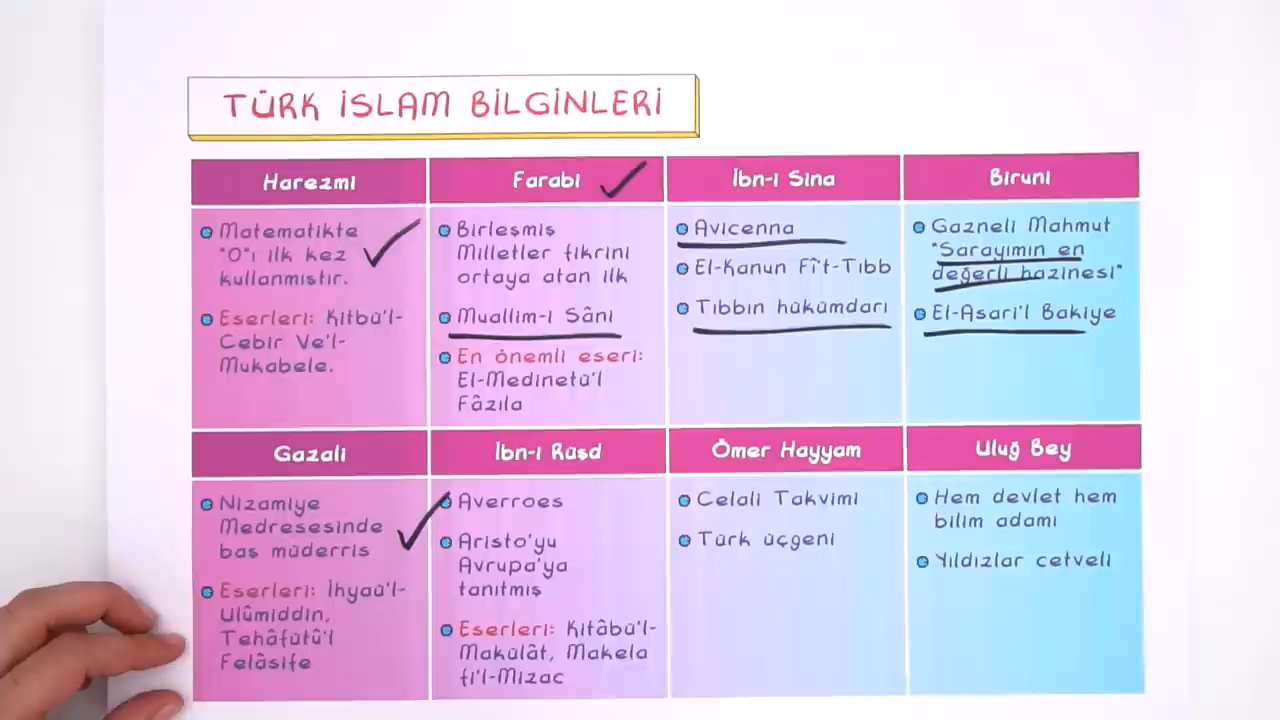 TÜRK İSLAM BİLGİNLERİ
Harezmi
Matematikte
"0"ı ilk kez
kullanmıştır.
Eserleri: Kitbü'l-
Cebir Ve'l-
Mukabele.
Farabi
Birleşmiş
Milletler fikrini
ortaya atan ilk
Muallim-i Sâni
En önemli eseri:
El-Medinetü'l
Fâzıla
İbn-i Sina
Avicenna
El-Kanun Fî't-Tıbb
Tıbbın hükümdarı
Biruni
Gazneli Mahmut
"Sarayımın en
değerli hazinesi"
El-Asari'l Bakiye
Gazali
Nizamiye
Medresesinde
baş müderris
Eserleri: İhyaü'l-
Ulûmiddin,
Tehâfütü'l
Felâsife
İbn-i Rüşd
Averroes
Aristo'yu
Avrupa'ya
tanıtmış
Eserleri: Kitâbü'l-
Makülât, Makela
fi'l-Mizac
Ömer Hayyam
Celali Takvimi
Türk üçgeni
Uluğ Bey
Hem devlet hem
bilim adamı
Yıldızlar cetveli